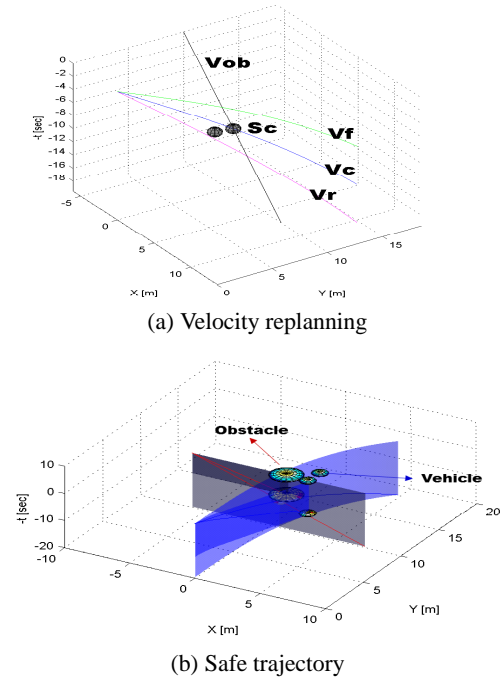 0
-2
-4
-6
-8
-10
-12
-14
-16
-18
-t [sec]
Vob
Sc
Vf
Vc
Vr
-5
0
5
10
X [m]
0
5
10
15
Y [m]
(a) Velocity replanning
Obstacle
Vehicle
10
0
-10
-20
-t [sec]
-10
-5
0
5
10
X [m]
0
5
10
15
20
Y [m]
(b) Safe trajectory